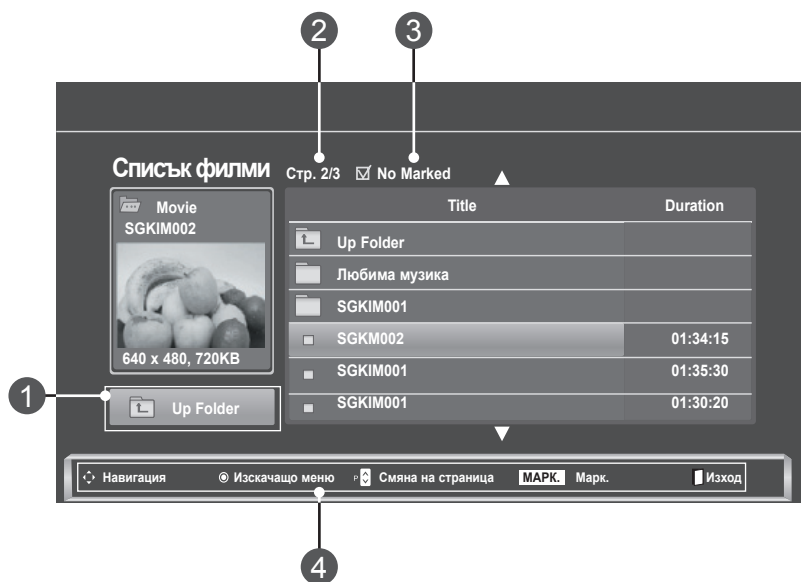 2
3
Списък филми
Стр. 2/3
No Marked
Movie
SGKIM002
640 x 480, 720KB
1
Up Folder
Title
Duration
Up Folder
Любима музика
SGKIM001
SGKM002
01:34:15
SGKIM001
01:35:30
SGKIM001
01:30:20
Навигация
Изскачащо меню
P
Смяна на страница
МАРК.
Марк.
Изход
4